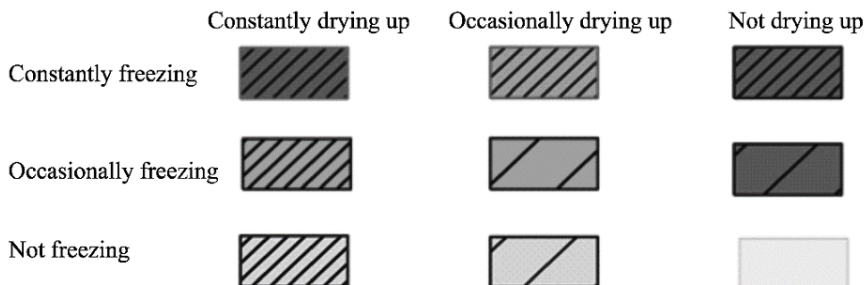 Constantly drying up Occasionally drying up Not drying up
Constantly freezing
Occasionally freezing
Not freezing